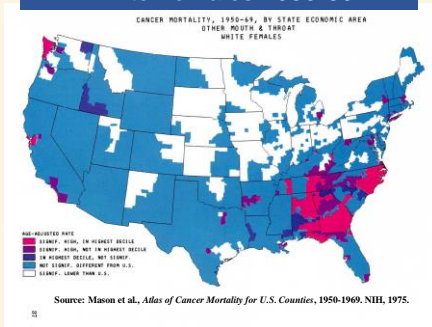 CANCER MORTALITY, 1950-69, BY STATE ECONOMIC AREA
OTHER MOUTH & THROAT
WHITE FEMALES
AGE-ADJUSTED RATE
SIGNIF. HIGH, IN HIGHEST DECILE
SIGNIF. HIGH, NOT IN HIGHEST DECILE
IN HIGHEST DECILE, NOT SIGNIF.
NOT SIGNIF. DIFFERENT FROM U.S.
SIGNIF. LOWER THAN U.S.
Source: Mason et al., Atlas of Cancer Mortality for U.S. Counties, 1950-1969. NIH, 1975.